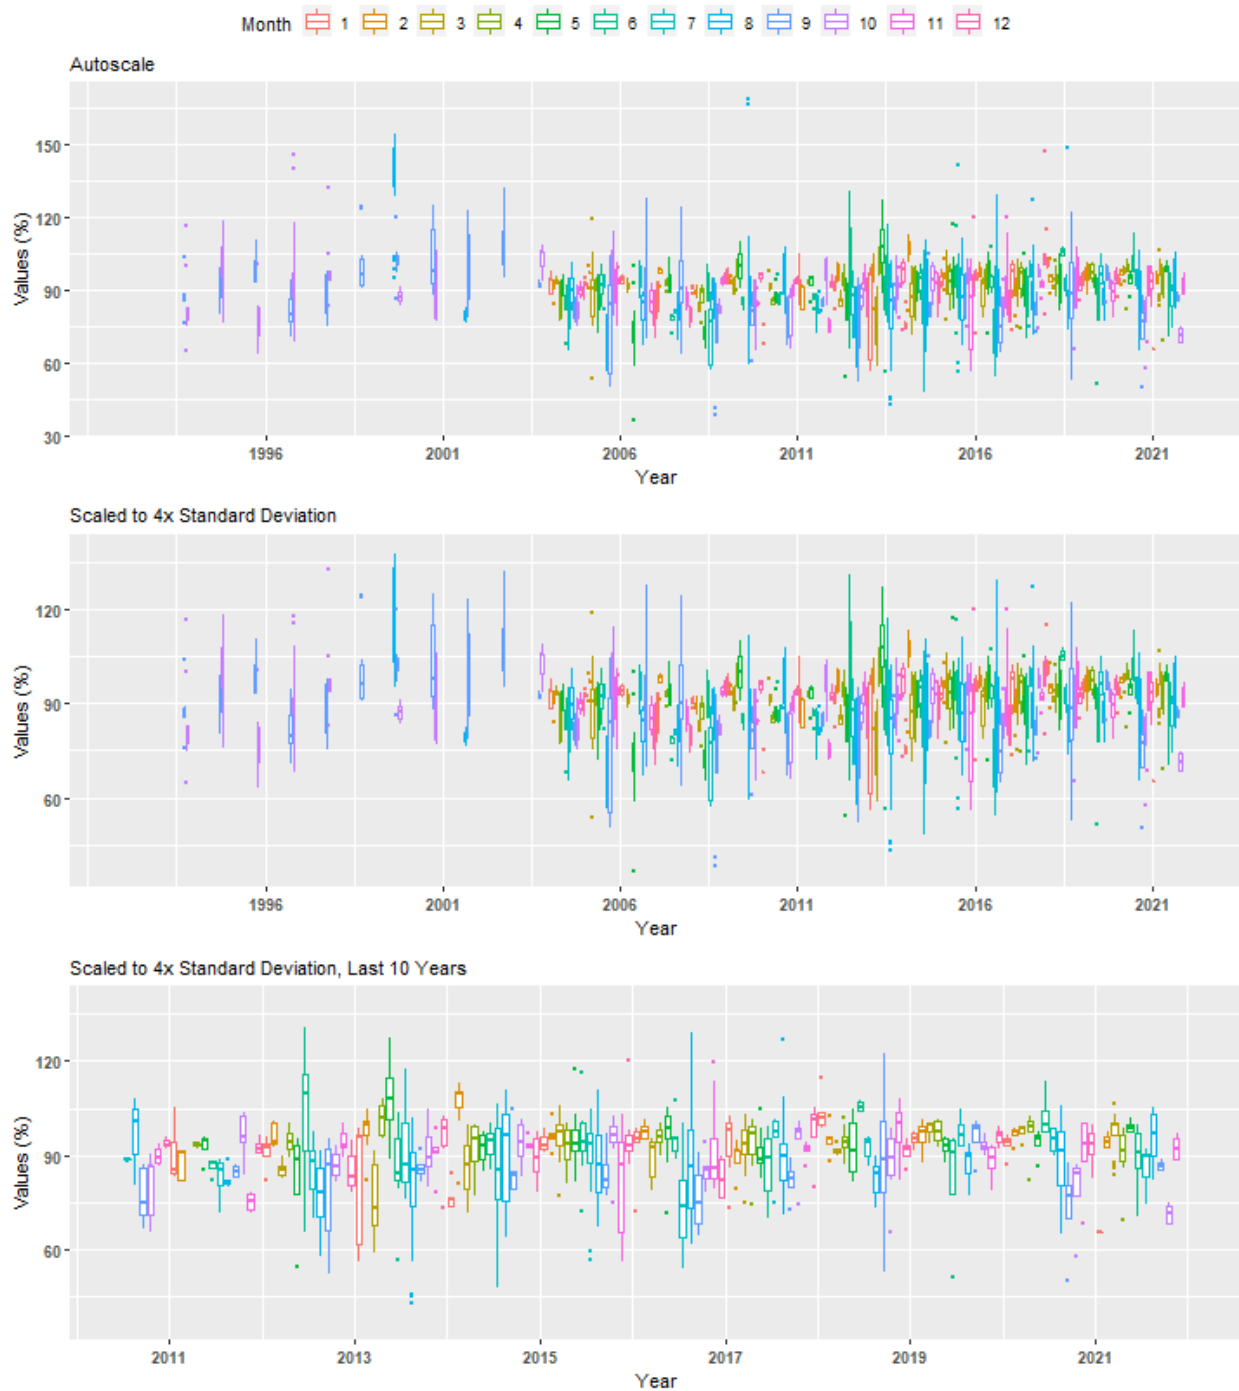 Month 1 2 3 4 5 6 7 8 9 10 11 12
Autoscale
Values (%)
150
120
90
60
30
1996 2001 2006 2011 2016 2021
Year
Scaled to 4x Standard Deviation
Values (%)
120
90
60
1996 2001 2006 2011 2016 2021
Year
Scaled to 4x Standard Deviation, Last 10 Years
Values (%)
120
90
60
2011 2013 2015 2017 2019 2021
Year